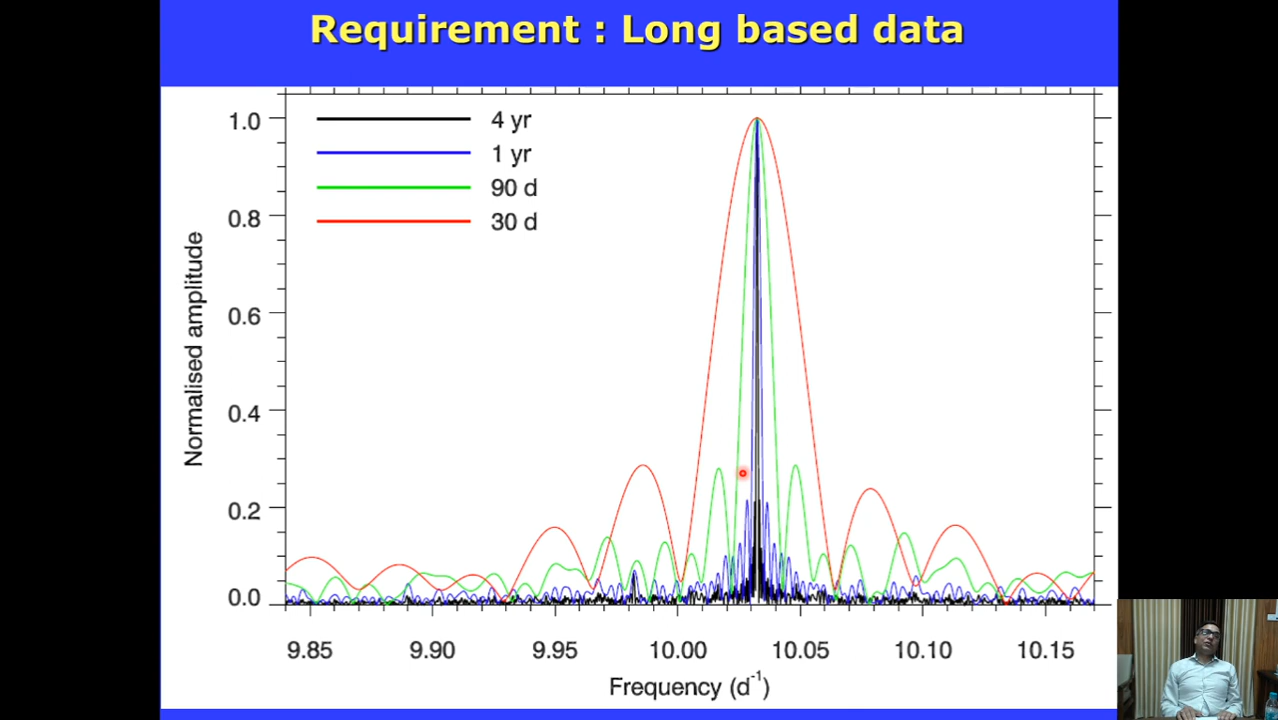 Requirement : Long based data
1.0
0.8
0.6
0.4
0.2
0.0
Normalised amplitude
4 yr
1 yr
90 d
30 d
9.85 9.90 9.95 10.00 10.05 10.10 10.15
Frequency (d⁻¹)